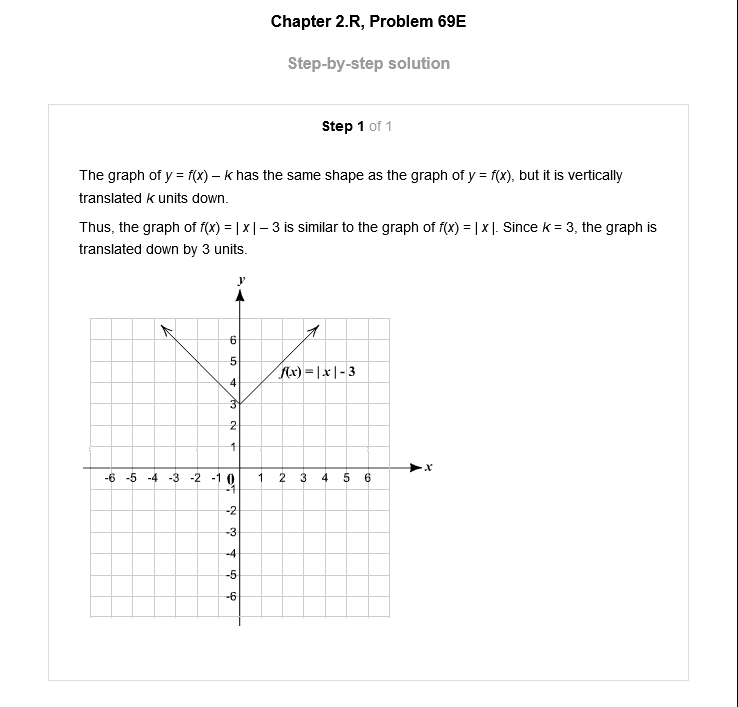 Chapter 2.R, Problem 69E
Step-by-step solution
Step 1 of 1
The graph of y = f(x) – k has the same shape as the graph of y = f(x), but it is vertically
translated k units down.
Thus, the graph of f(x) = | x | – 3 is similar to the graph of f(x) = | x |. Since k = 3, the graph is
translated down by 3 units.
y
6
5
f(x) = | x | - 3
4
3
2
1
x
-6 -5 -4 -3 -2 -1 0 1 2 3 4 5 6
-1
-2
-3
-4
-5
-6